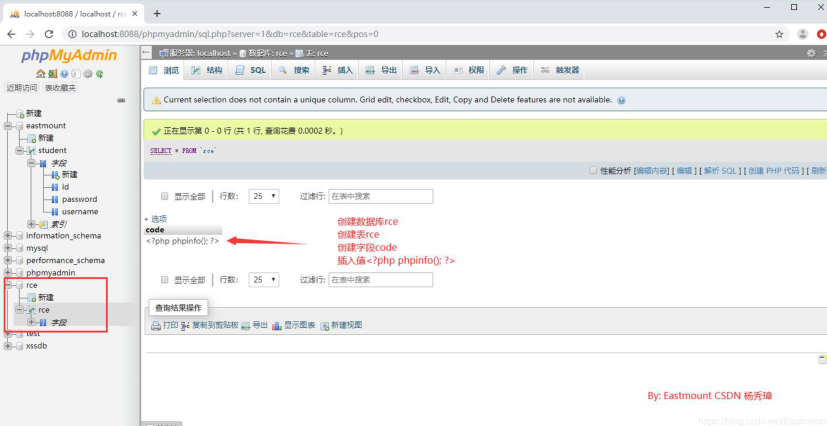 localhost:8088 / localhost / rce
localhost:8088/phpmyadmin/sql.php?server=1&db=rce&table=rce&pos=0
phpMyAdmin
近期访问 表收藏夹
新建
eastmount
新建
student
字段
新建
id
password
username
索引
information_schema
mysql
performance_schema
phpmyadmin
rce
新建
rce
字段
test
xssdb
服务器: localhost » 数据库: rce » 表: rce
浏览 结构 SQL 搜索 插入 导出 导入 权限 操作 触发器
Current selection does not contain a unique column. Grid edit, checkbox, Edit, Copy and Delete features are not available.
正在显示第 0 - 0 行 (共 1 行, 查询花费 0.0002 秒。)
SELECT * FROM `rce`
性能分析 [编辑内嵌] [ 编辑 ] [ 解析 SQL ] [ 创建 PHP 代码 ] [ 刷新
显示全部 | 行数: 25 过滤行: 在表中搜索
+ 选项
code
<?php phpinfo(); ?>
创建数据库rce
创建表rce
创建字段code
插入值<?php phpinfo(); ?>
显示全部 | 行数: 25 过滤行: 在表中搜索
查询结果操作
打印 复制到剪贴板 导出 显示图表 新建视图
By: Eastmount CSDN 杨秀璋
https://blog.csdn.net/Eastmount